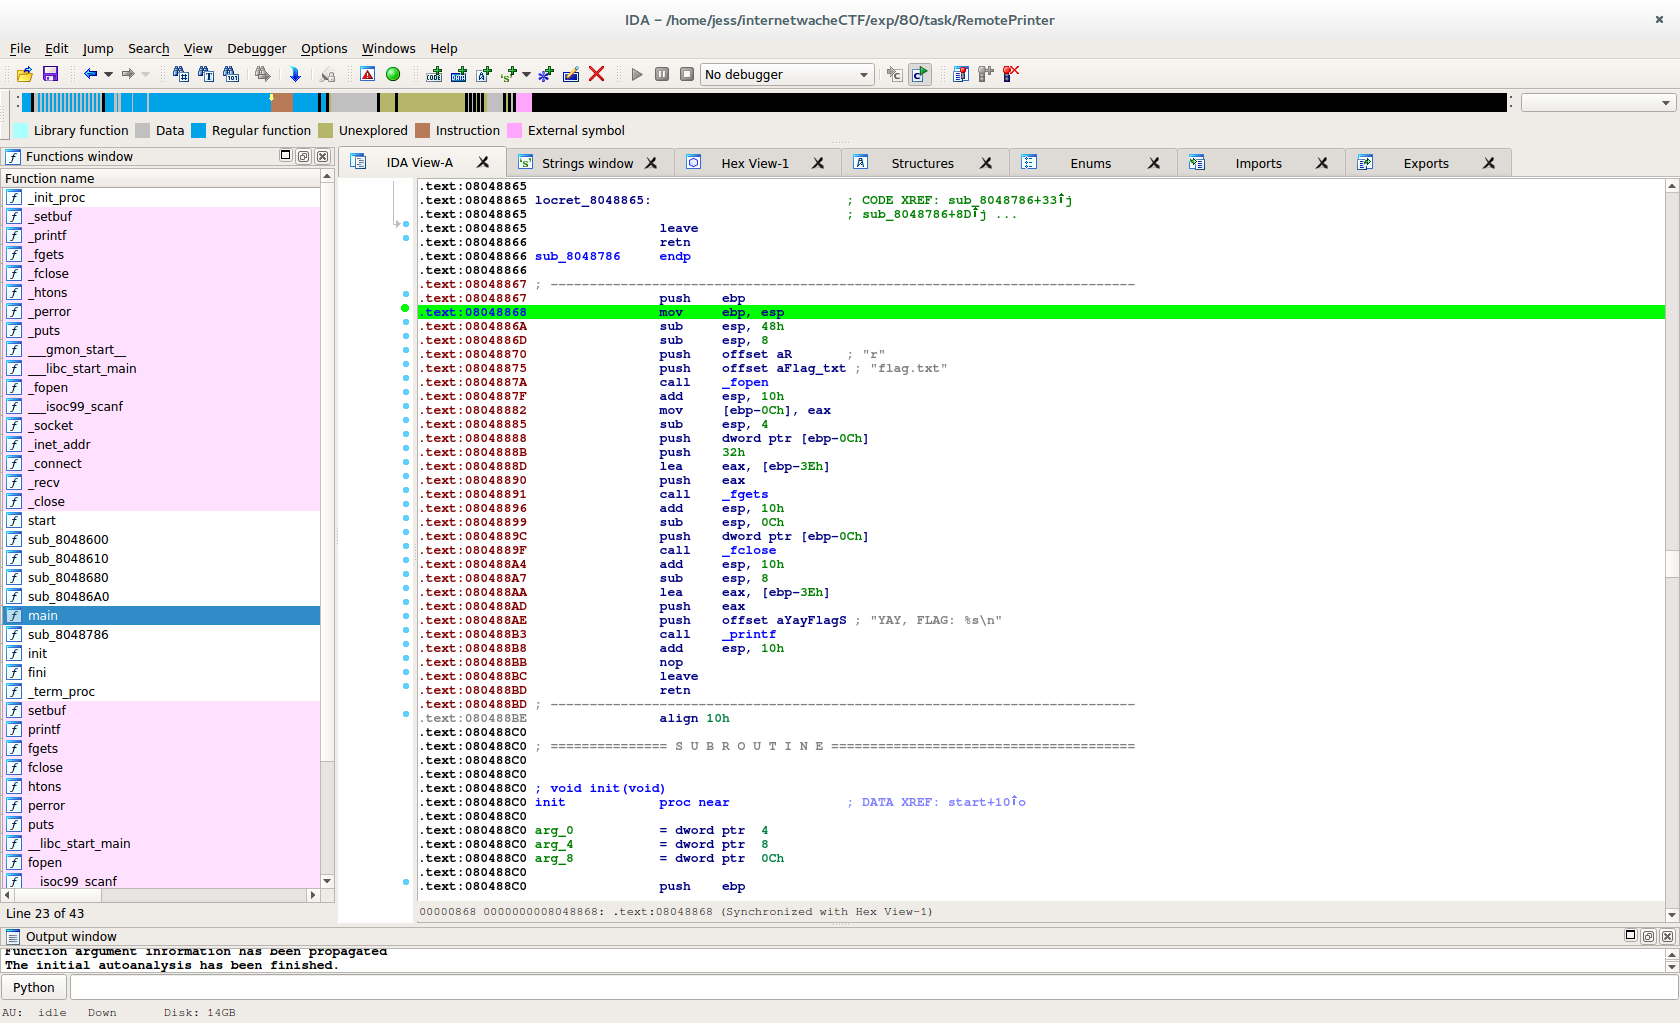 IDA – /home/jess/internetwacheCTF/exp/80/task/RemotePrinter
File Edit Jump Search View Debugger Options Windows Help
No debugger
Library function Data Regular function Unexplored Instruction External symbol
Functions window
Function name
_init_proc
_setbuf
_printf
_fgets
_fclose
_htons
_perror
_puts
___gmon_start__
___libc_start_main
_fopen
___isoc99_scanf
_socket
_inet_addr
_connect
_recv
_close
start
sub_8048600
sub_8048610
sub_8048680
sub_80486A0
main
sub_8048786
init
fini
_term_proc
setbuf
printf
fgets
fclose
htons
perror
puts
__libc_start_main
fopen
__isoc99_scanf
Line 23 of 43
IDA View-A Strings window Hex View-1 Structures Enums Imports Exports
.text:08048865
.text:08048865 locret_8048865: ; CODE XREF: sub_8048786+33↑j
.text:08048865 ; sub_8048786+8D↑j ...
.text:08048865 leave
.text:08048866 retn
.text:08048866 sub_8048786 endp
.text:08048866
.text:08048867 ; ---------------------------------------------------------------------------
.text:08048867 push ebp
.text:08048868 mov ebp, esp
.text:0804886A sub esp, 48h
.text:0804886D sub esp, 8
.text:08048870 push offset aR ; "r"
.text:08048875 push offset aFlag_txt ; "flag.txt"
.text:0804887A call _fopen
.text:0804887F add esp, 10h
.text:08048882 mov [ebp-0Ch], eax
.text:08048885 sub esp, 4
.text:08048888 push dword ptr [ebp-0Ch]
.text:0804888B push 32h
.text:0804888D lea eax, [ebp-3Eh]
.text:08048890 push eax
.text:08048891 call _fgets
.text:08048896 add esp, 10h
.text:08048899 sub esp, 0Ch
.text:0804889C push dword ptr [ebp-0Ch]
.text:0804889F call _fclose
.text:080488A4 add esp, 10h
.text:080488A7 sub esp, 8
.text:080488AA lea eax, [ebp-3Eh]
.text:080488AD push eax
.text:080488AE push offset aYayFlagS ; "YAY, FLAG: %s\n"
.text:080488B3 call _printf
.text:080488B8 add esp, 10h
.text:080488BB nop
.text:080488BC leave
.text:080488BD retn
.text:080488BD ; ---------------------------------------------------------------------------
.text:080488BE align 10h
.text:080488C0
.text:080488C0 ; =============== S U B R O U T I N E =======================================
.text:080488C0
.text:080488C0
.text:080488C0 ; void init(void)
.text:080488C0 init proc near ; DATA XREF: start+10↑o
.text:080488C0
.text:080488C0 arg_0 = dword ptr 4
.text:080488C0 arg_4 = dword ptr 8
.text:080488C0 arg_8 = dword ptr 0Ch
.text:080488C0
.text:080488C0 push ebp
00000868 0000000008048868: .text:08048868 (Synchronized with Hex View-1)
Output window
Function argument information has been propagated
The initial autoanalysis has been finished.
Python
AU: idle Down Disk: 14GB